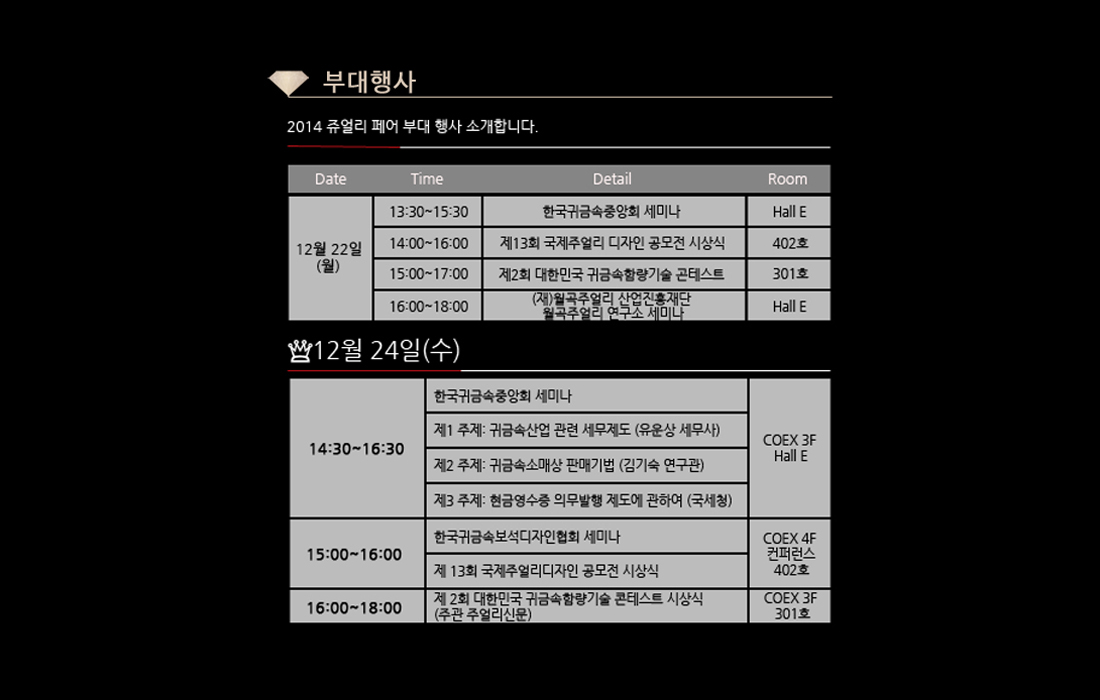 부대행사
2014 쥬얼리 페어 부대 행사 소개합니다.
Date Time Detail Room
12월 22일
(월)
13:30~15:30 한국귀금속중앙회 세미나 Hall E
14:00~16:00 제13회 국제주얼리 디자인 공모전 시상식 402호
15:00~17:00 제2회 대한민국 귀금속함량기술 곤테스트 301호
16:00~18:00 (재)월곡주얼리 산업진흥재단
월곡주얼리 연구소 세미나 Hall E
12월 24일(수)
14:30~16:30
한국귀금속중앙회 세미나
제1 주제: 귀금속산업 관련 세무제도 (유운상 세무사)
제2 주제: 귀금속소매상 판매기법 (김기숙 연구관)
제3 주제: 현금영수증 의무발행 제도에 관하여 (국세청)
COEX 3F
Hall E
15:00~16:00
한국귀금속보석디자인협회 세미나
제 13회 국제주얼리디자인 공모전 시상식
COEX 4F
컨퍼런스
402호
16:00~18:00
제 2회 대한민국 귀금속함량기술 콘테스트 시상식
(주관 주얼리신문)
COEX 3F
301호